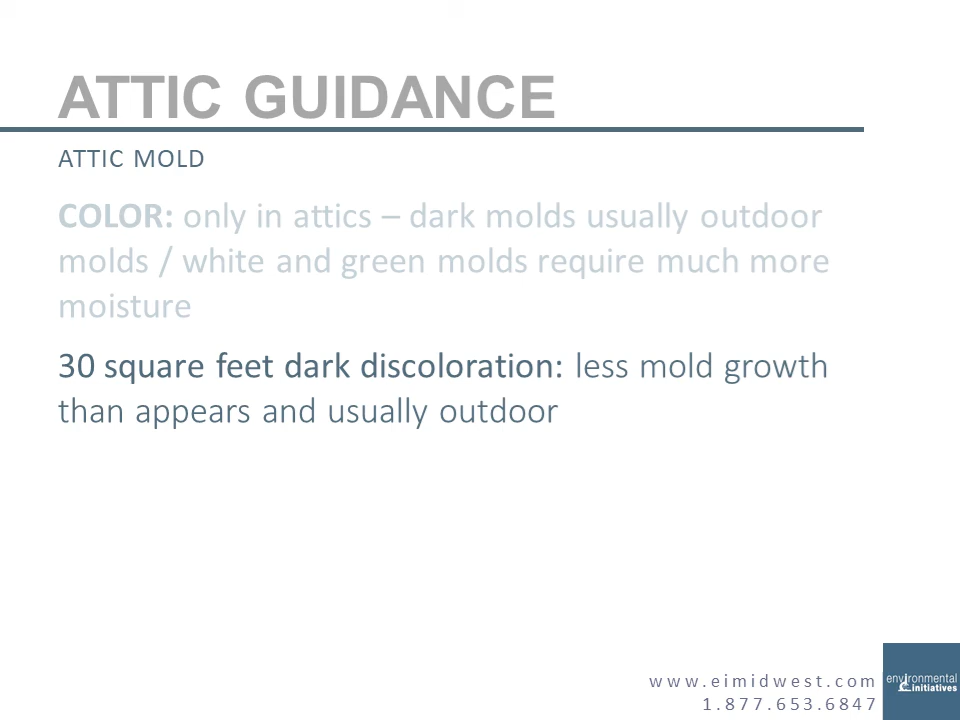 ATTIC GUIDANCE
ATTIC MOLD
COLOR: only in attics – dark molds usually outdoor
molds / white and green molds require much more
moisture
30 square feet dark discoloration: less mold growth
than appears and usually outdoor
www.eimidwest.com
1.877.653.6847
environmental
initiatives